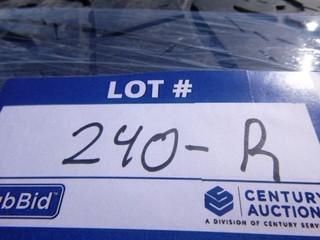 LOT #
240-R
bBid
CENTURY
AUCTION
A DIVISION OF CENTURY SERV